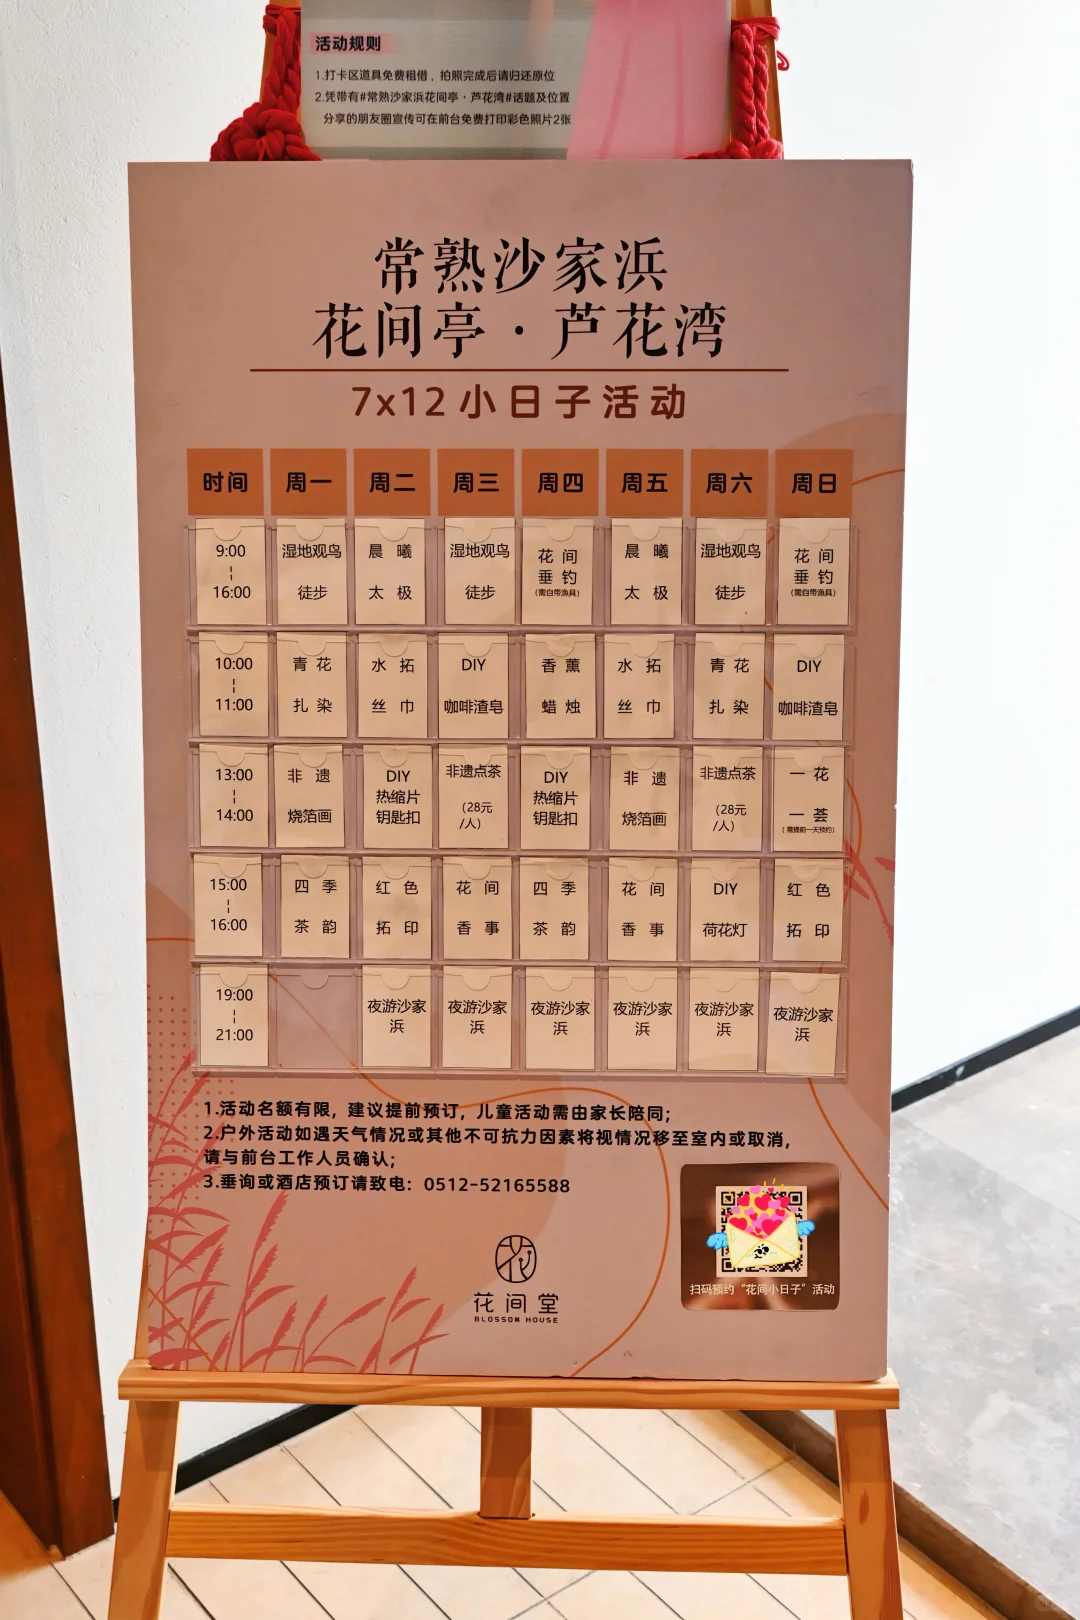 活动规则
1.打卡区道具免费租借，拍照完成后请归还原位
2.凭带有#常熟沙家浜花间亭·芦花湾#话题及位置
分享的朋友圈宣传可在前台免费打印彩色照片2张
常熟沙家浜
花间亭·芦花湾
7x12小日子活动
时间 周一 周二 周三 周四 周五 周六 周日
9:00 - 16:00 湿地观鸟 徒步 晨曦 太极 湿地观鸟 徒步 花间 垂钓 (需自带渔具) 晨曦 太极 湿地观鸟 徒步 花间 垂钓 (需自带渔具)
10:00 - 11:00 青花 扎染 水拓 丝巾 DIY 咖啡渣皂 香薰 蜡烛 水拓 丝巾 青花 扎染 DIY 咖啡渣皂
13:00 - 14:00 非遗 烧箔画 DIY 热缩片 钥匙扣 非遗点茶 (28元/人) DIY 热缩片 钥匙扣 非遗 烧箔画 非遗点茶 (28元/人) 一花 一荟 (需提前一天预约)
15:00 - 16:00 四季 茶韵 红色 拓印 花间 香事 四季 茶韵 花间 香事 DIY 荷花灯 红色 拓印
19:00 - 21:00 夜游沙家浜 夜游沙家浜 夜游沙家浜 夜游沙家浜 夜游沙家浜 夜游沙家浜
1.活动名额有限，建议提前预订，儿童活动需由家长陪同；
2.户外活动如遇天气情况或其他不可抗力因素将视情况移至室内或取消，
请与前台工作人员确认；
3.垂询或酒店预订请致电：0512-52165588
花间堂
BLOSSOM HOUSE
扫码预约“花间小日子”活动